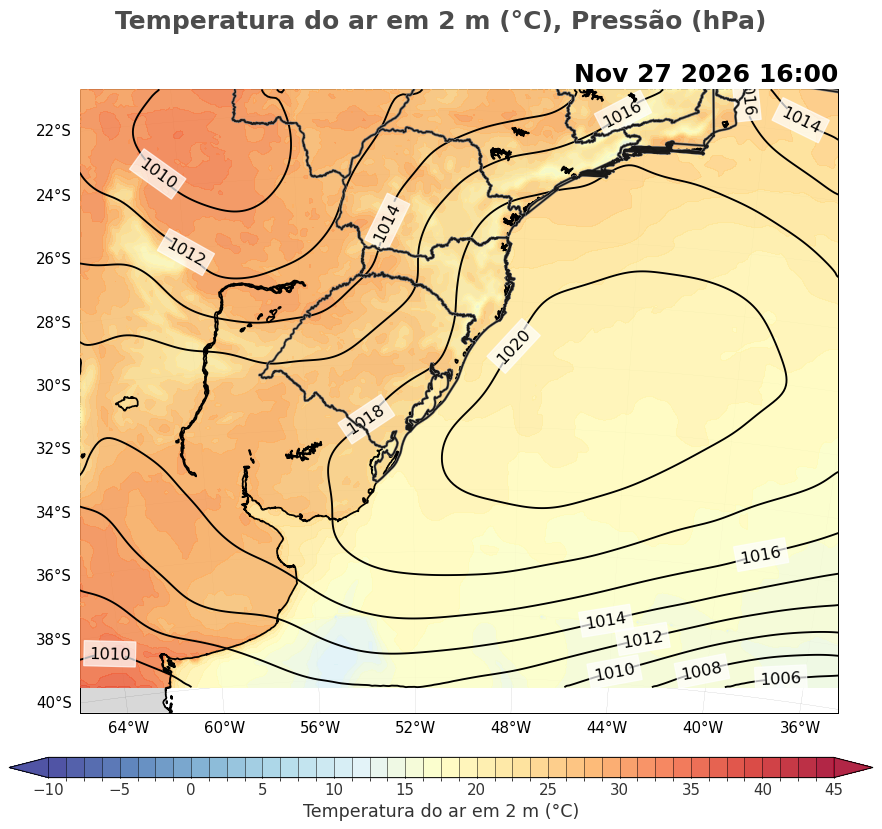 Temperatura do ar em 2 m (°C), Pressão (hPa)
Nov 27 2026 16:00
22°S
24°S
26°S
28°S
30°S
32°S
34°S
36°S
38°S
40°S
1016
1016
1014
1010
1014
1012
1020
1018
1016
1014
1012
1010
1010
1008
1006
64°W 60°W 56°W 52°W 48°W 44°W 40°W 36°W
−10 −5 0 5 10 15 20 25 30 35 40 45
Temperatura do ar em 2 m (°C)